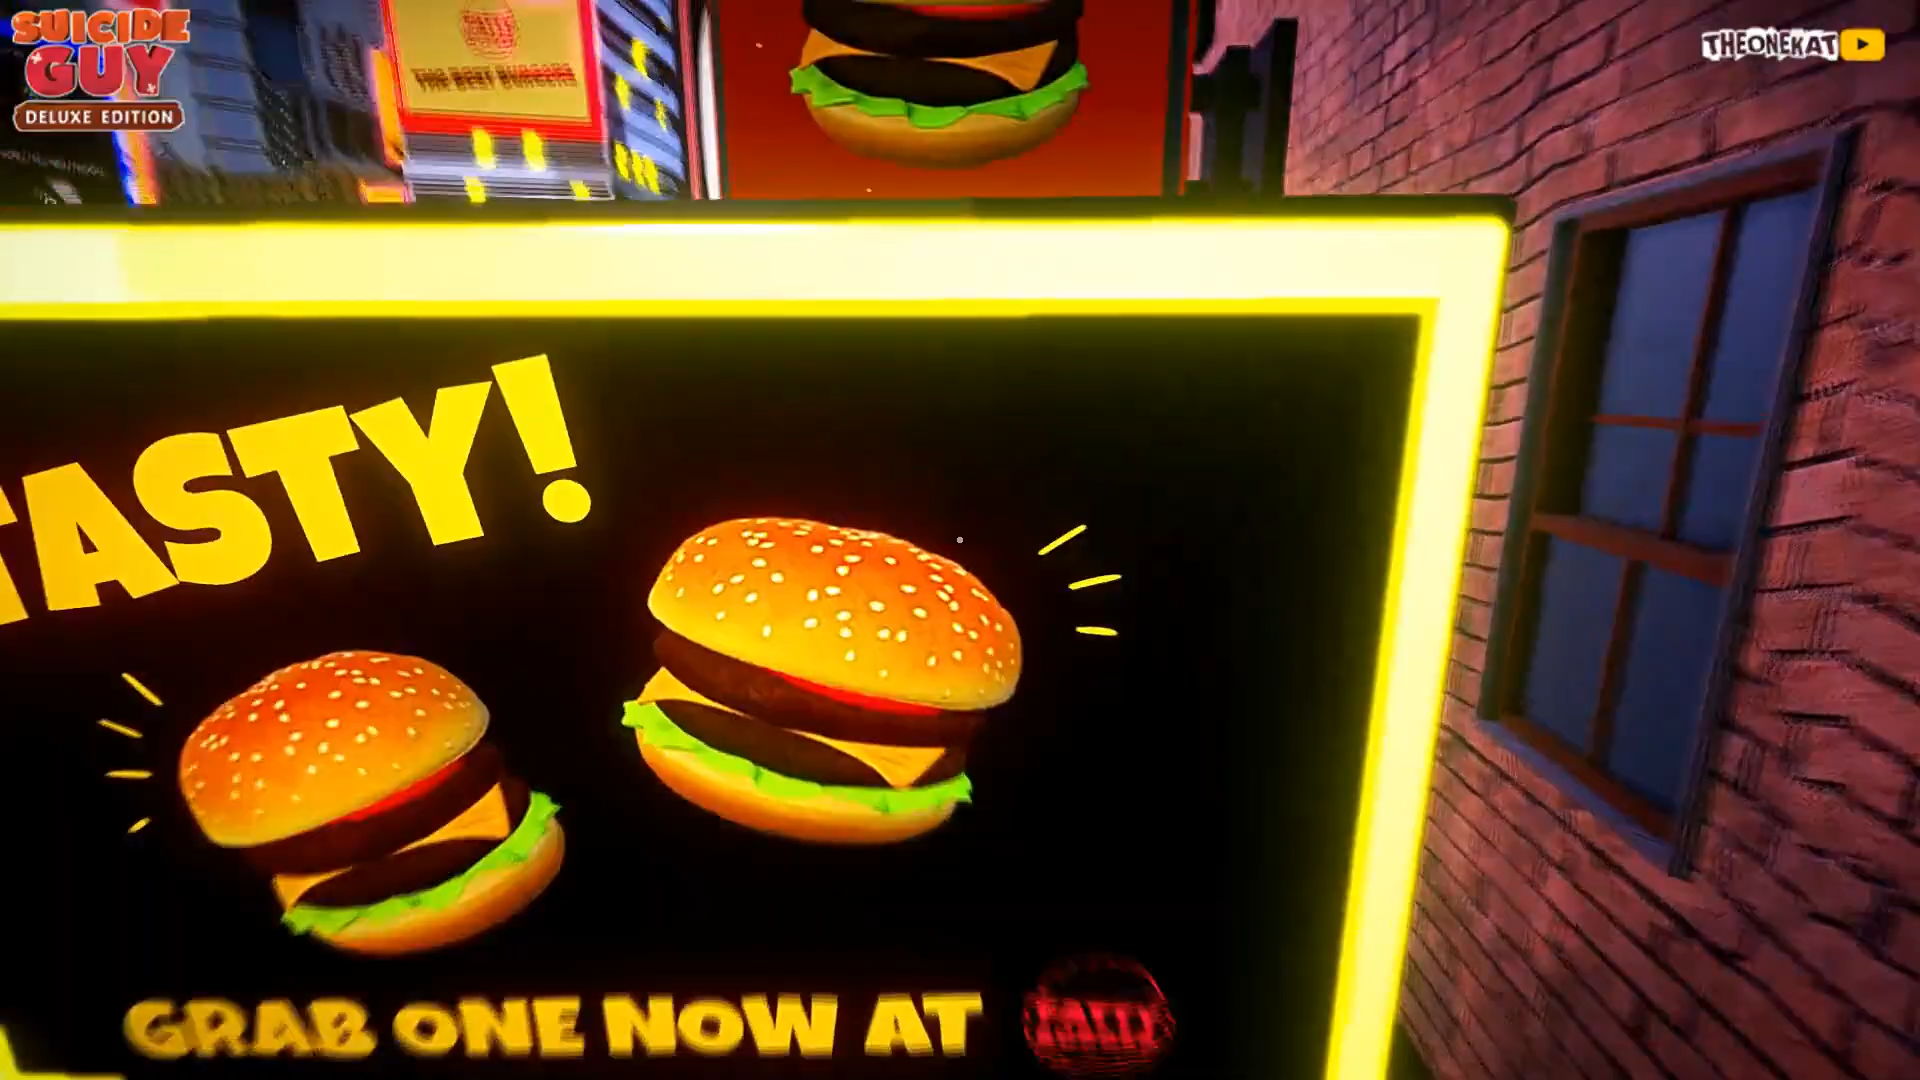 SUICIDE
GUY
DELUXE EDITION
THEONEKAT
THE BEST BURGERS
TASTY!
GRAB ONE NOW AT